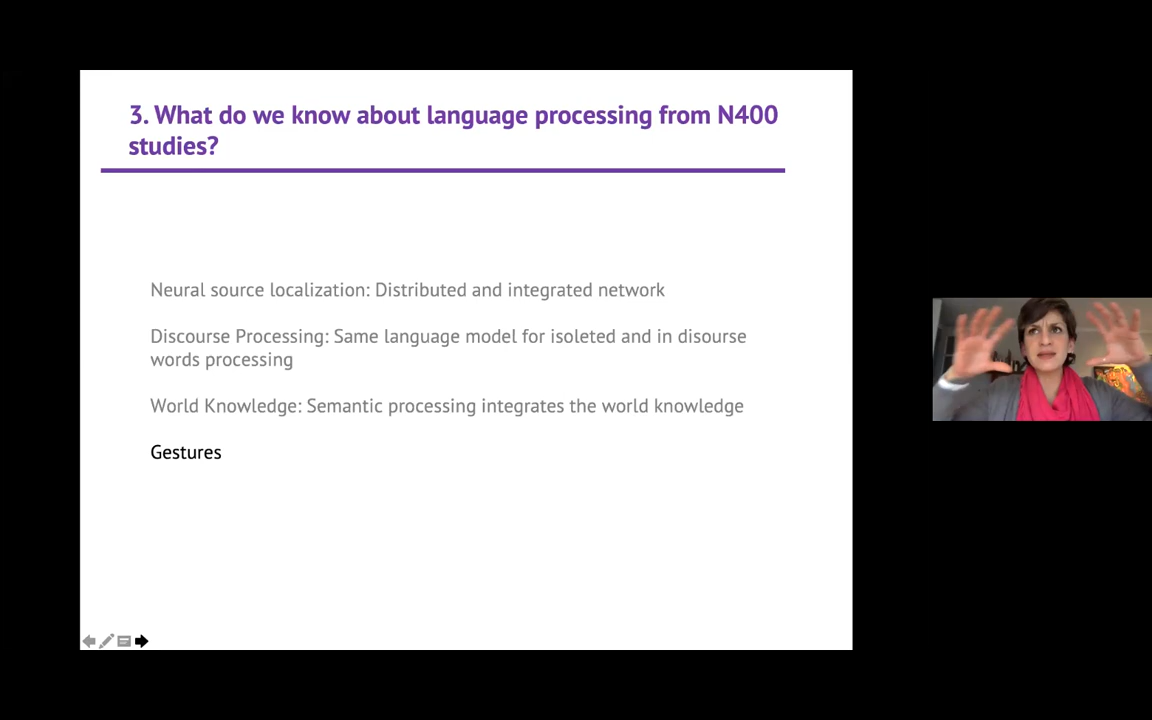 3. What do we know about language processing from N400
studies?
Neural source localization: Distributed and integrated network
Discourse Processing: Same language model for isoleted and in disourse
words processing
World Knowledge: Semantic processing integrates the world knowledge
Gestures